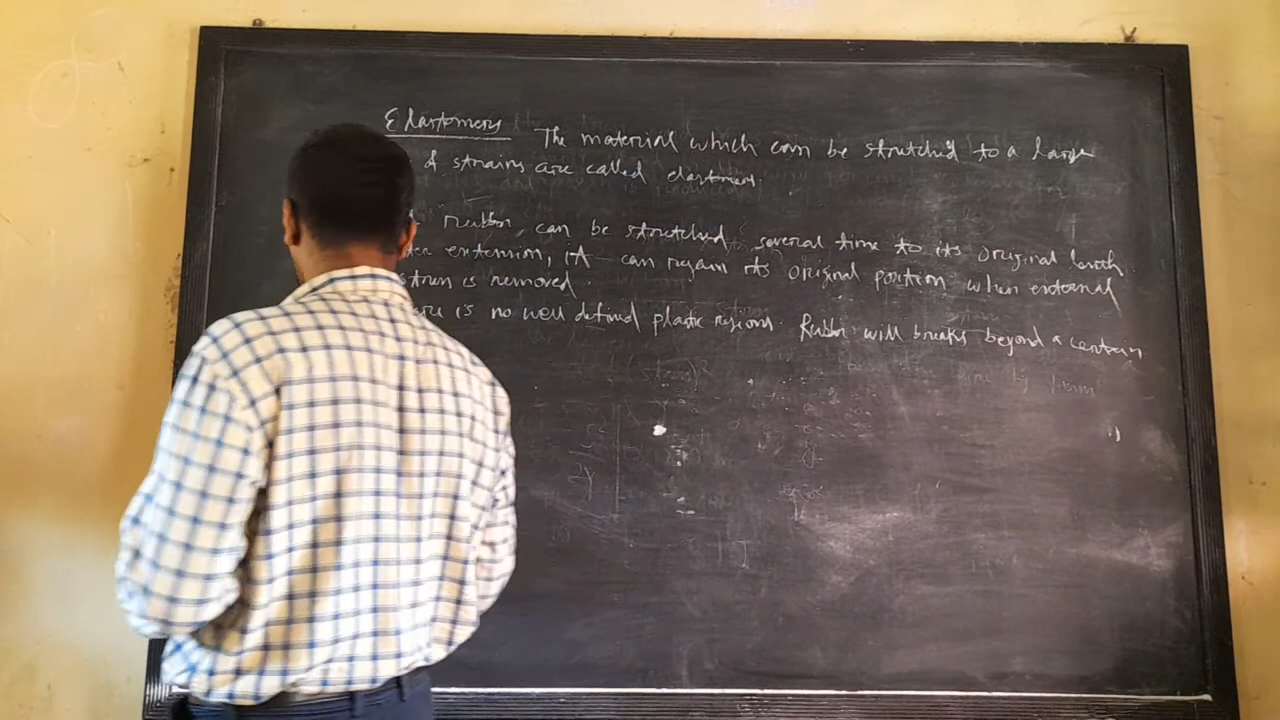 Elastomers The material which can be stretched to a large
of strains are called elastomers.
Rubber, can be stretched several time to its original length.
extension, it can regain its original position when external
is removed.
is no well defined plastic regions. Rubber will breaks beyond a certain